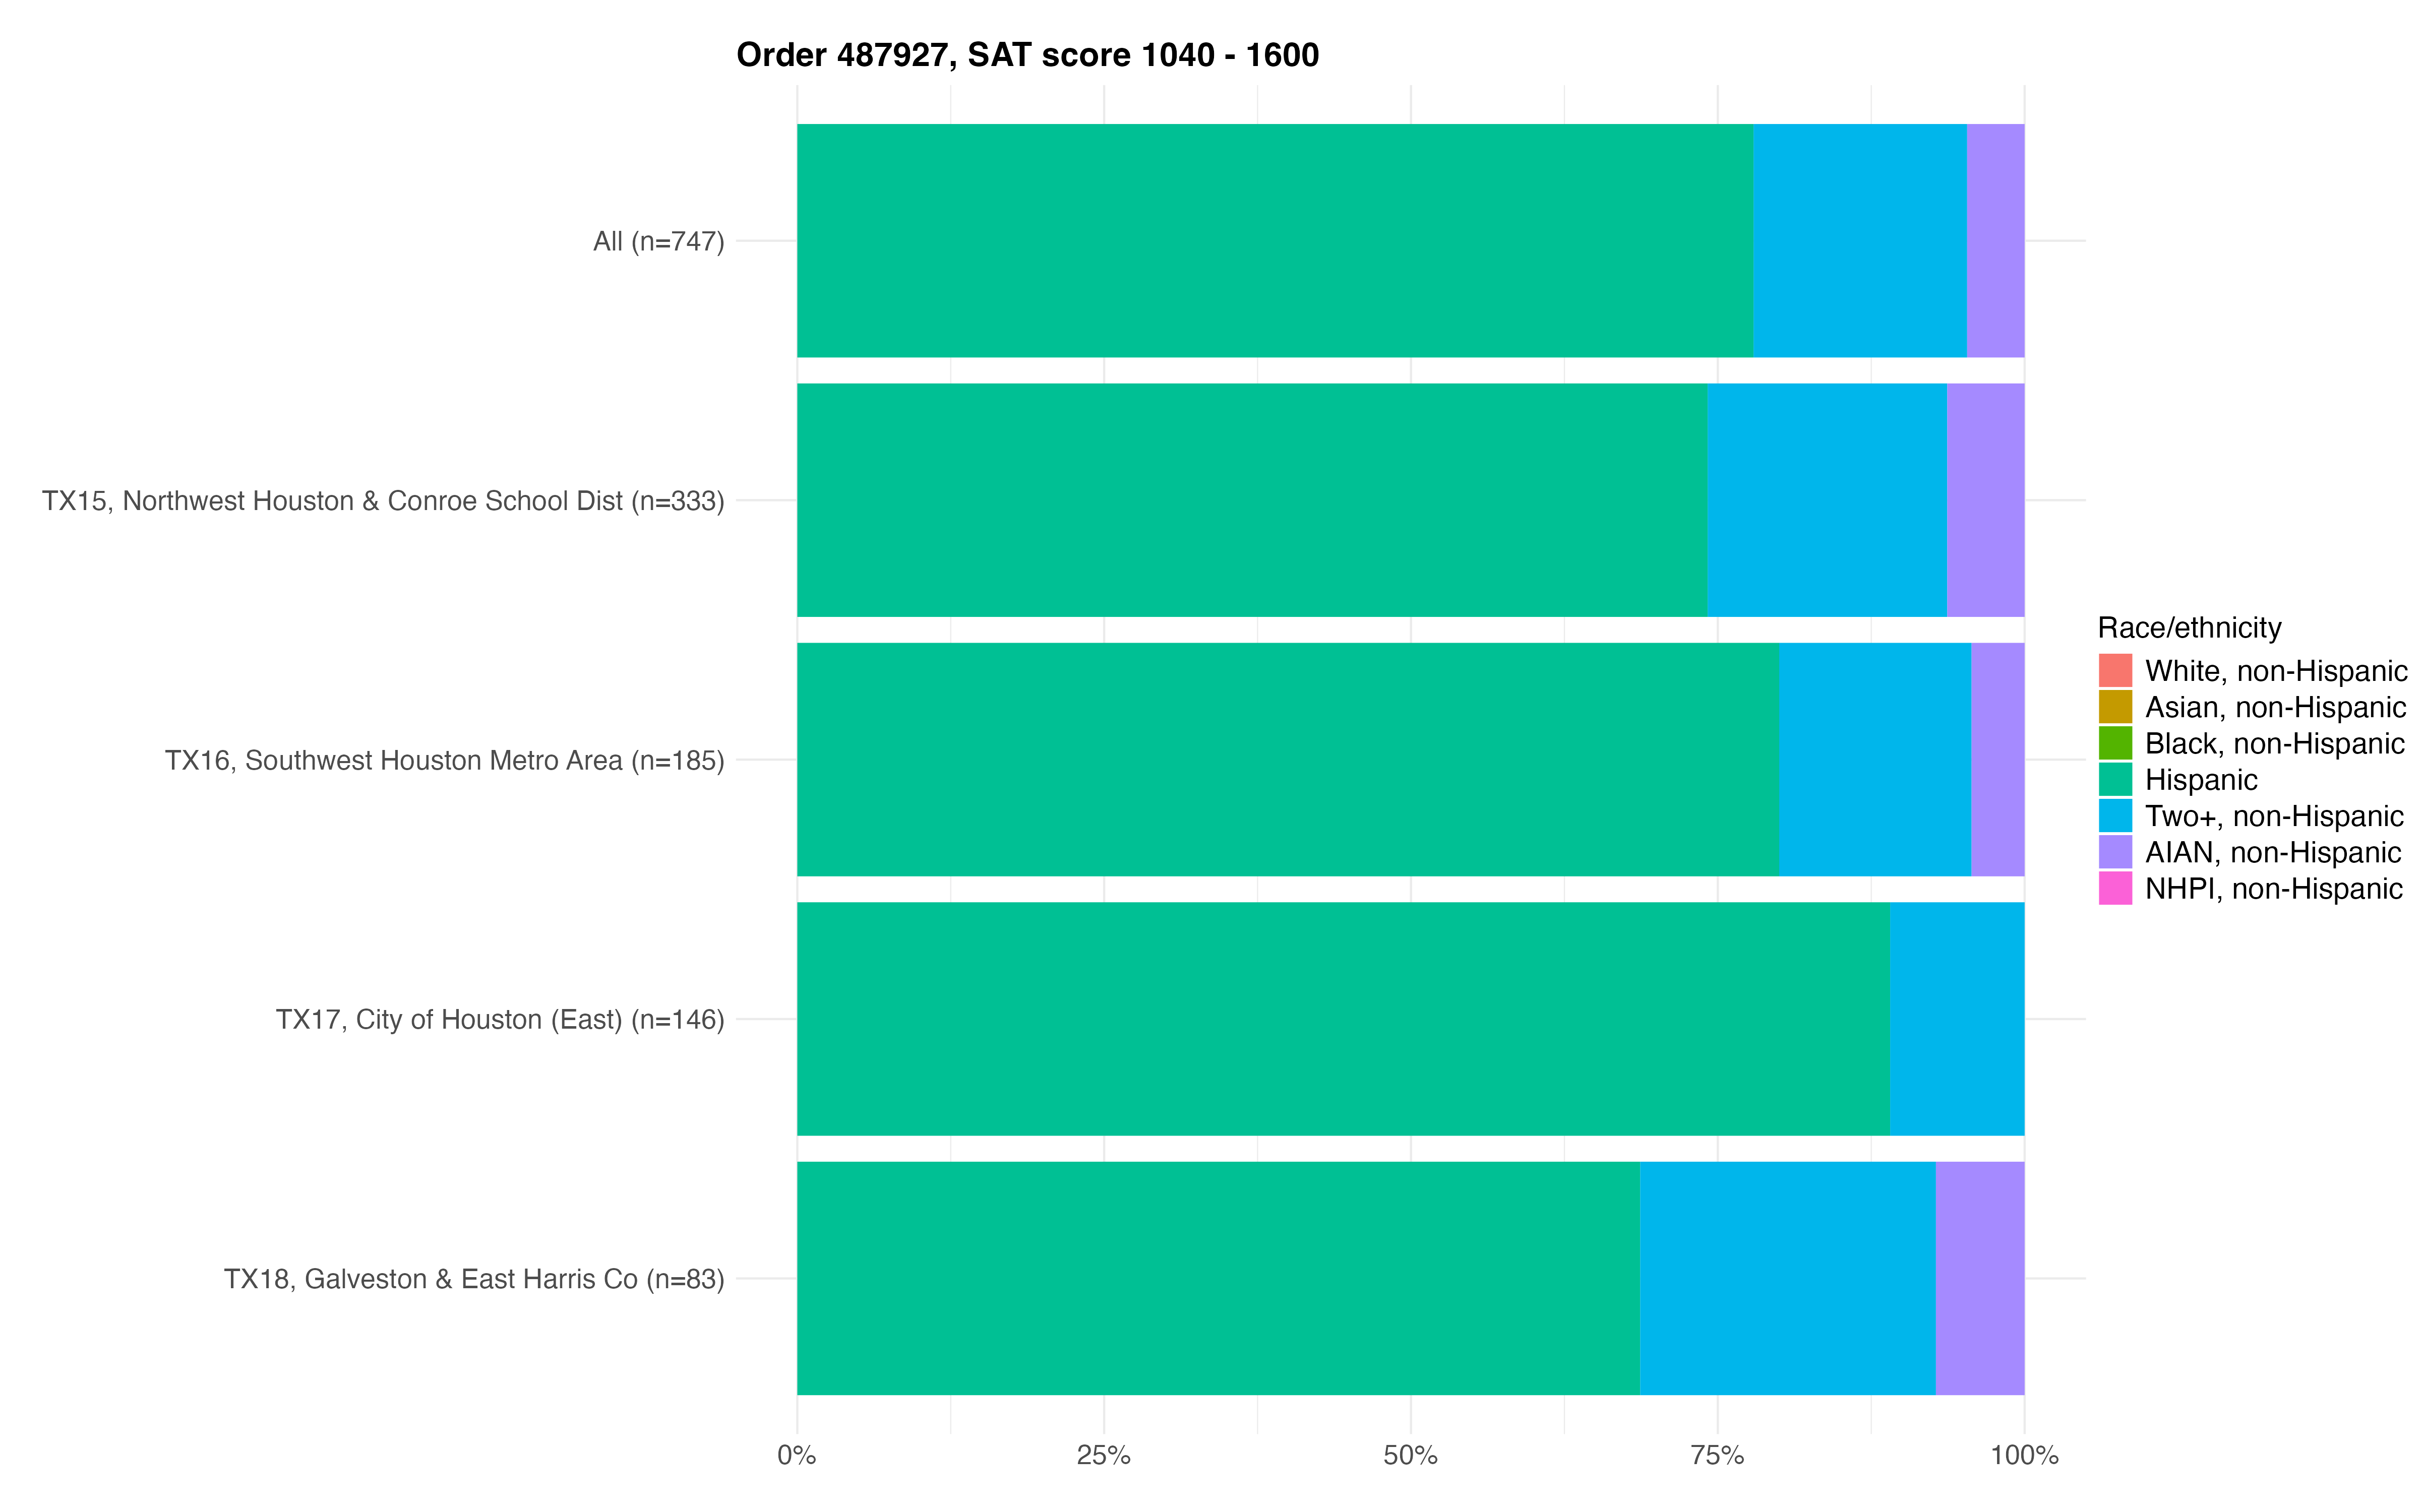 Order 487927, SAT score 1040 - 1600
All (n=747)
TX15, Northwest Houston & Conroe School Dist (n=333)
TX16, Southwest Houston Metro Area (n=185)
TX17, City of Houston (East) (n=146)
TX18, Galveston & East Harris Co (n=83)
0% 25% 50% 75% 100%
Race/ethnicity
White, non-Hispanic
Asian, non-Hispanic
Black, non-Hispanic
Hispanic
Two+, non-Hispanic
AIAN, non-Hispanic
NHPI, non-Hispanic